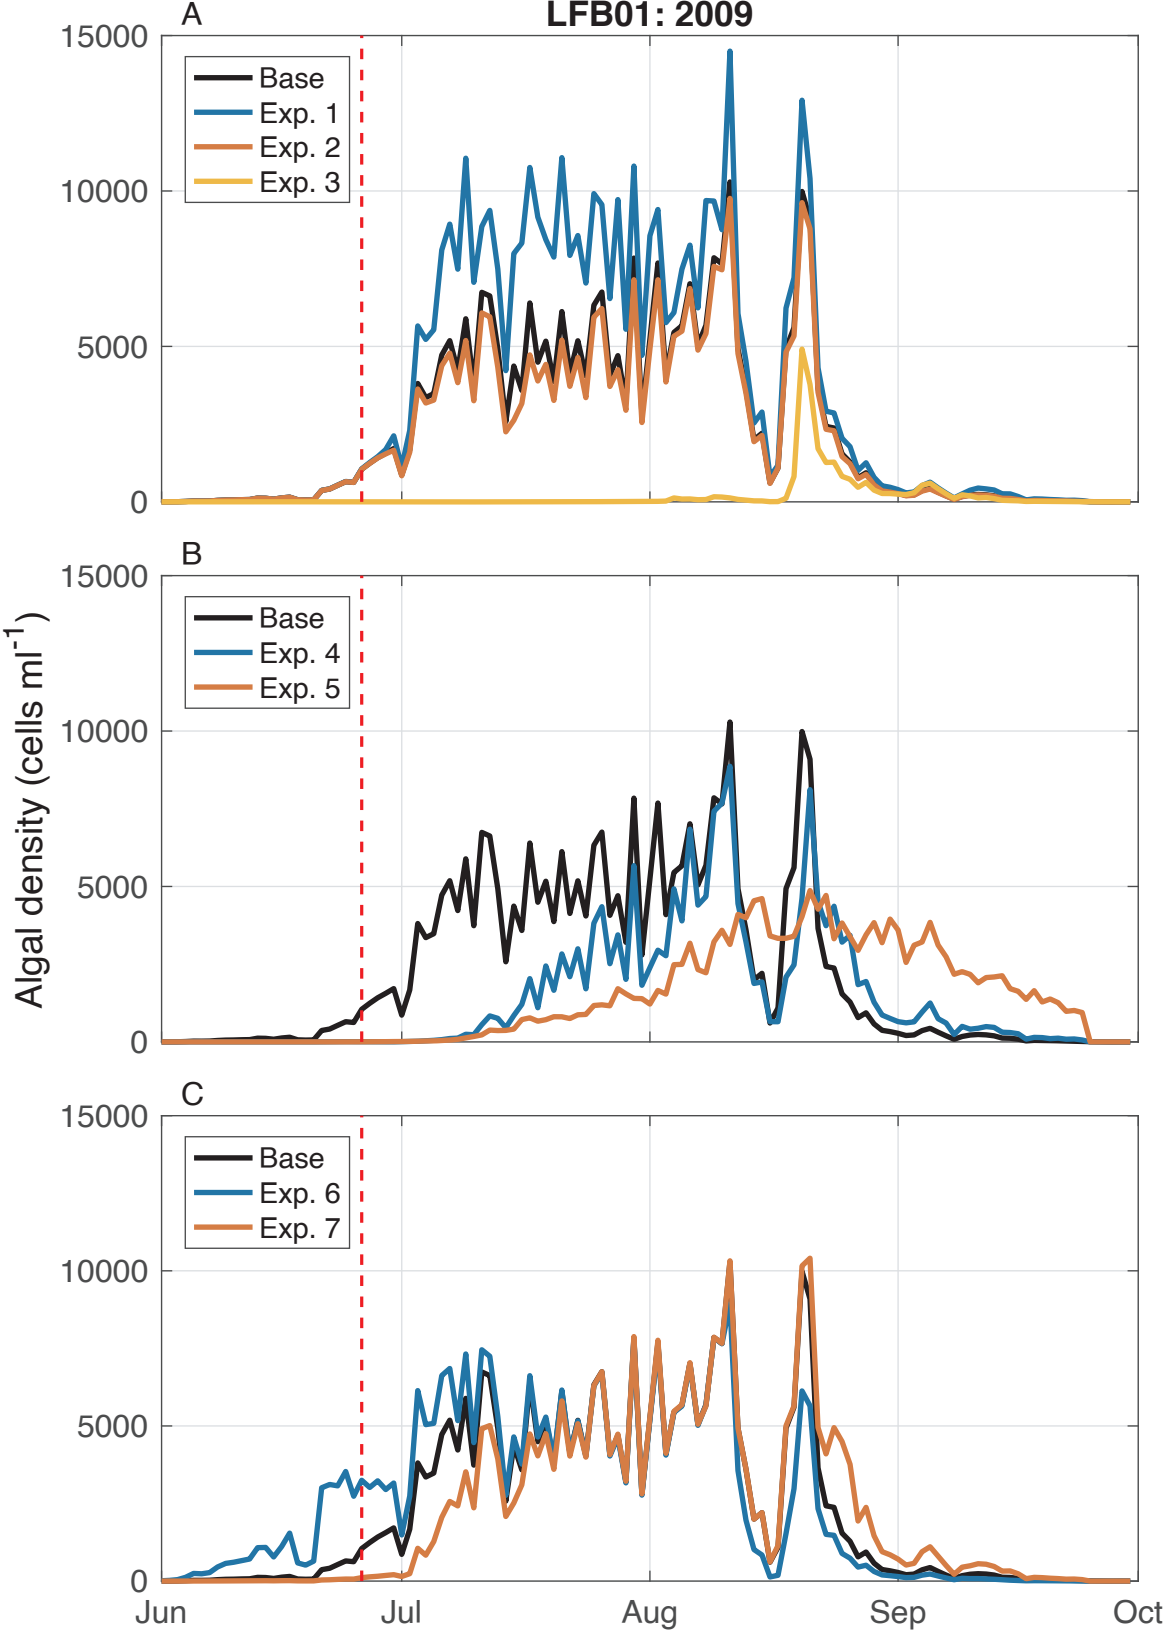 LFB01: 2009
A
15000
10000
5000
0
Base
Exp. 1
Exp. 2
Exp. 3
B
15000
10000
5000
0
Base
Exp. 4
Exp. 5
Algal density (cells ml⁻¹)
C
15000
10000
5000
0
Base
Exp. 6
Exp. 7
Jun Jul Aug Sep Oct